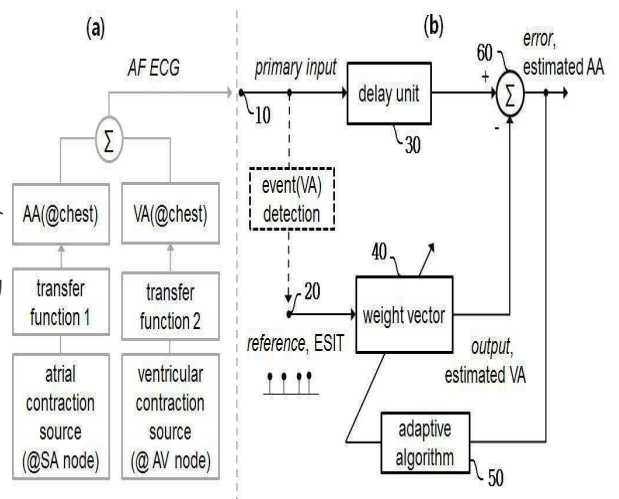 (a)
AF ECG
Σ
AA(@chest)
VA(@chest)
transfer
function 1
transfer
function 2
atrial
contraction
source
(@SA node)
ventricular
contraction
source
(@ AV node)
(b)
primary input
10
delay unit
30
60
+
Σ
-
error,
estimated AA
event(VA)
detection
20
reference, ESIT
40
weight vector
output,
estimated VA
adaptive
algorithm
50